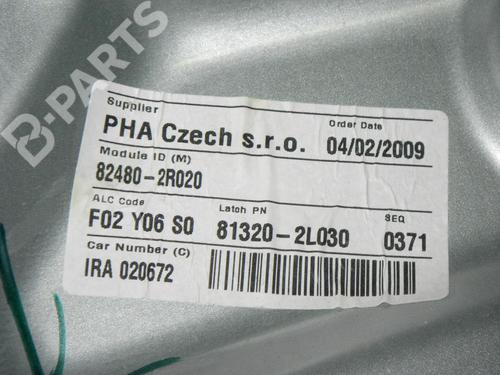 B-PARTS
Supplier Order Date
PHA Czech s.r.o. 04/02/2009
Module ID (M)
82480-2R020
ALC Code Latch PN SEQ
F02 Y06 S0 81320-2L030 0371
Car Number (C)
IRA 020672